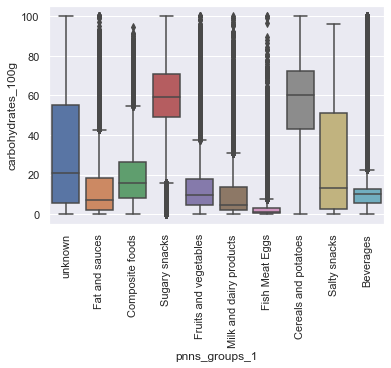 100
80
60
40
20
0
carbohydrates_100g
unknown
Fat and sauces
Composite foods
Sugary snacks
Fruits and vegetables
Milk and dairy products
Fish Meat Eggs
Cereals and potatoes
Salty snacks
Beverages
pnns_groups_1